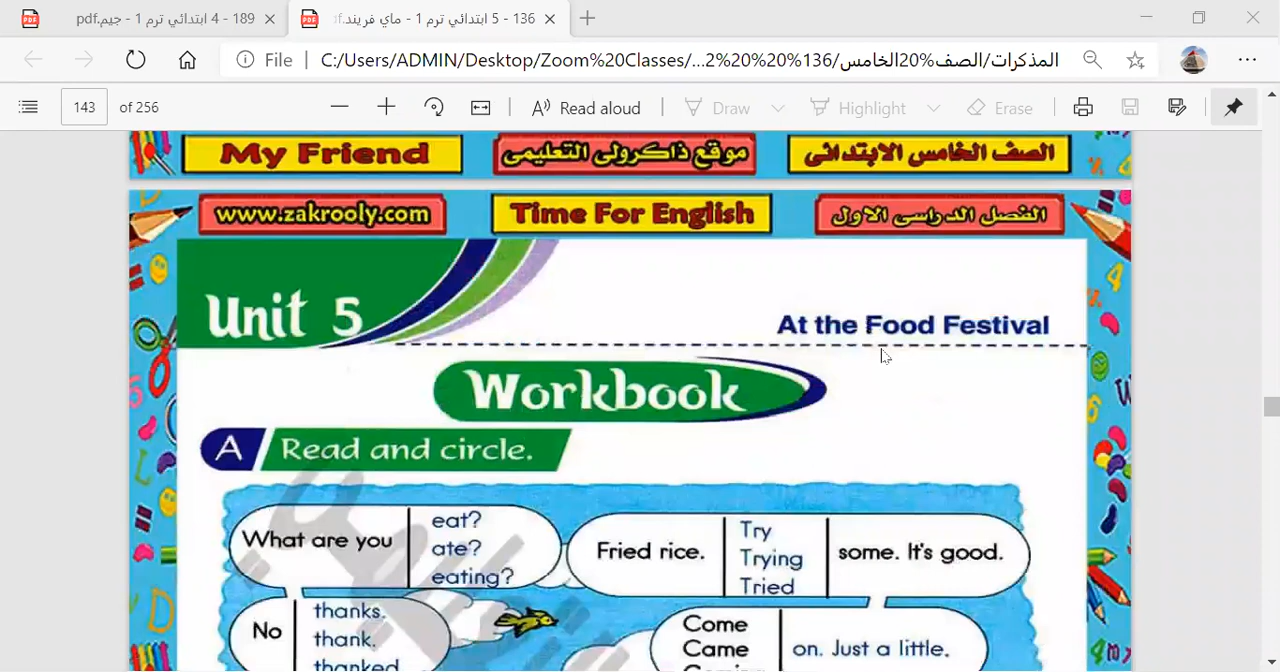 189 - 4 ابتدائي ترم 1 - جيم.pdf
136 - 5 ابتدائي ترم 1 - ماي فريند
File
C:/Users/ADMIN/Desktop/Zoom%20Classes/...2%20%20%20136/المذكرات/الصف%20الخامس
143
of 256
Read aloud
Draw
Highlight
Erase
My Friend
موقع ذاكرولى التعليمى
الصف الخامس الابتدائى
www.zakrooly.com
Time For English
الفصل الدراسى الاول
Unit 5
At the Food Festival
Workbook
A Read and circle.
What are you
eat?
ate?
eating?
Fried rice.
Try
Trying
Tried
some. It's good.
No
thanks.
thank.
thanked
Come
Came
on. Just a little.